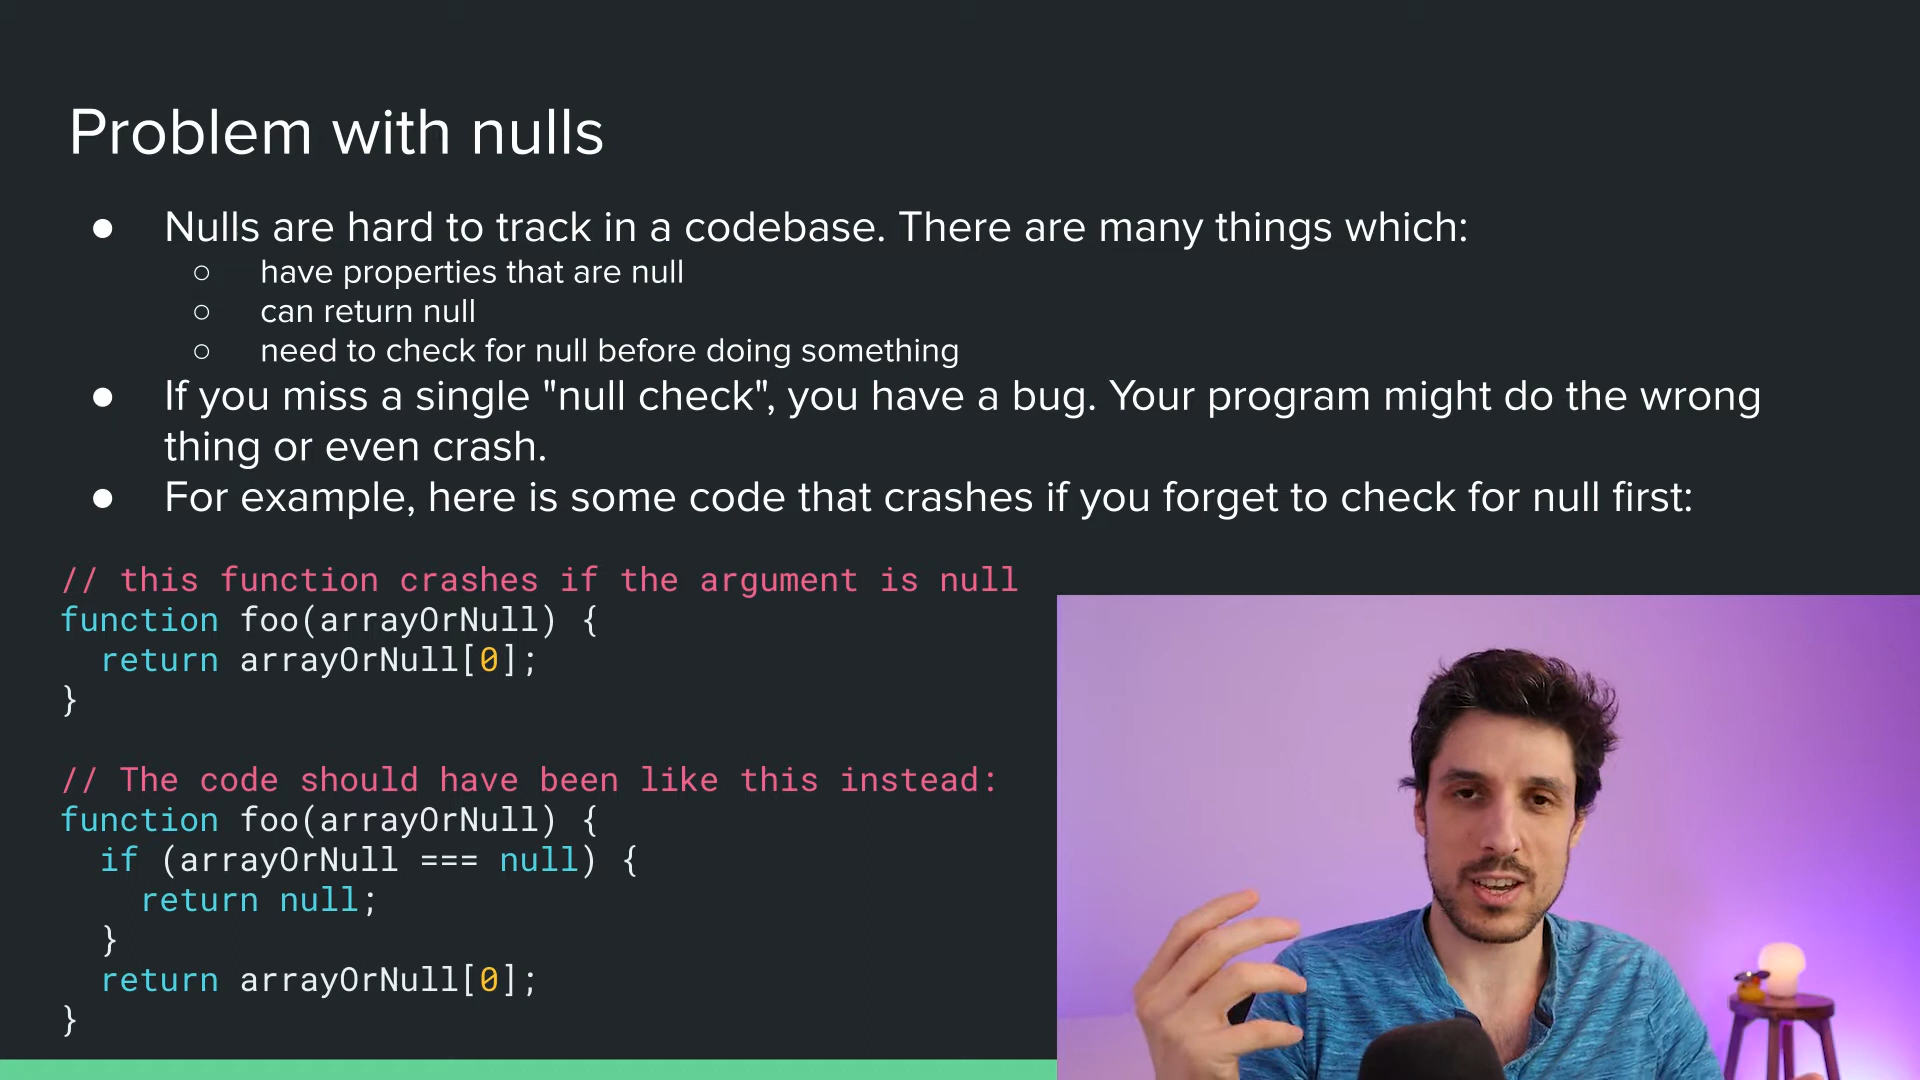 Problem with nulls
● Nulls are hard to track in a codebase. There are many things which:
○ have properties that are null
○ can return null
○ need to check for null before doing something
● If you miss a single "null check", you have a bug. Your program might do the wrong
thing or even crash.
● For example, here is some code that crashes if you forget to check for null first:
// this function crashes if the argument is null
function foo(arrayOrNull) {
  return arrayOrNull[0];
}
// The code should have been like this instead:
function foo(arrayOrNull) {
  if (arrayOrNull === null) {
    return null;
  }
  return arrayOrNull[0];
}